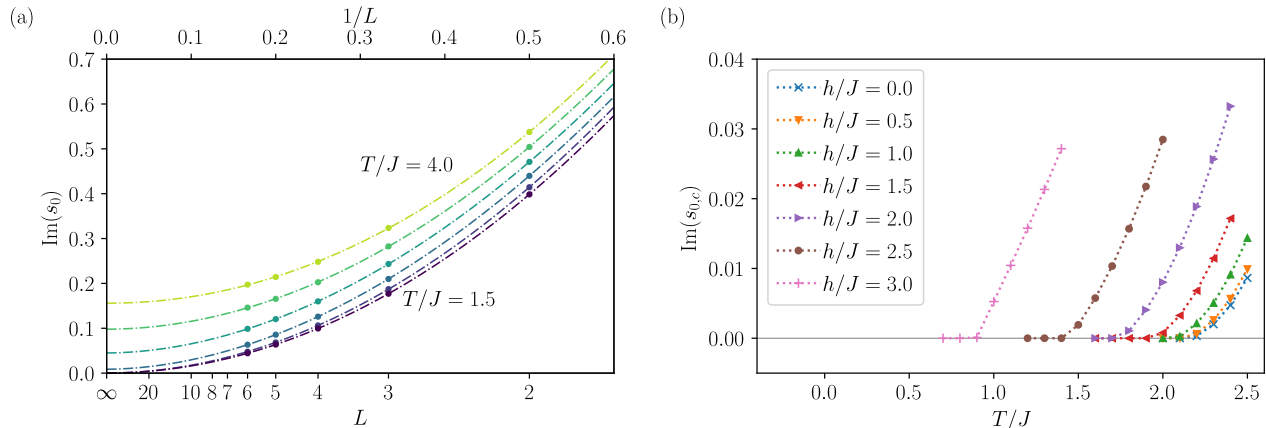 (a)
1/L
0.0 0.1 0.2 0.3 0.4 0.5 0.6
Im(s₀)
0.7
0.6
0.5
0.4
0.3
0.2
0.1
0.0
T/J = 4.0
T/J = 1.5
∞ 20 10 8 7 6 5 4 3 2
L
(b)
Im(s₀,c)
0.04
0.03
0.02
0.01
0.00
h/J = 0.0
h/J = 0.5
h/J = 1.0
h/J = 1.5
h/J = 2.0
h/J = 2.5
h/J = 3.0
0.0 0.5 1.0 1.5 2.0 2.5
T/J